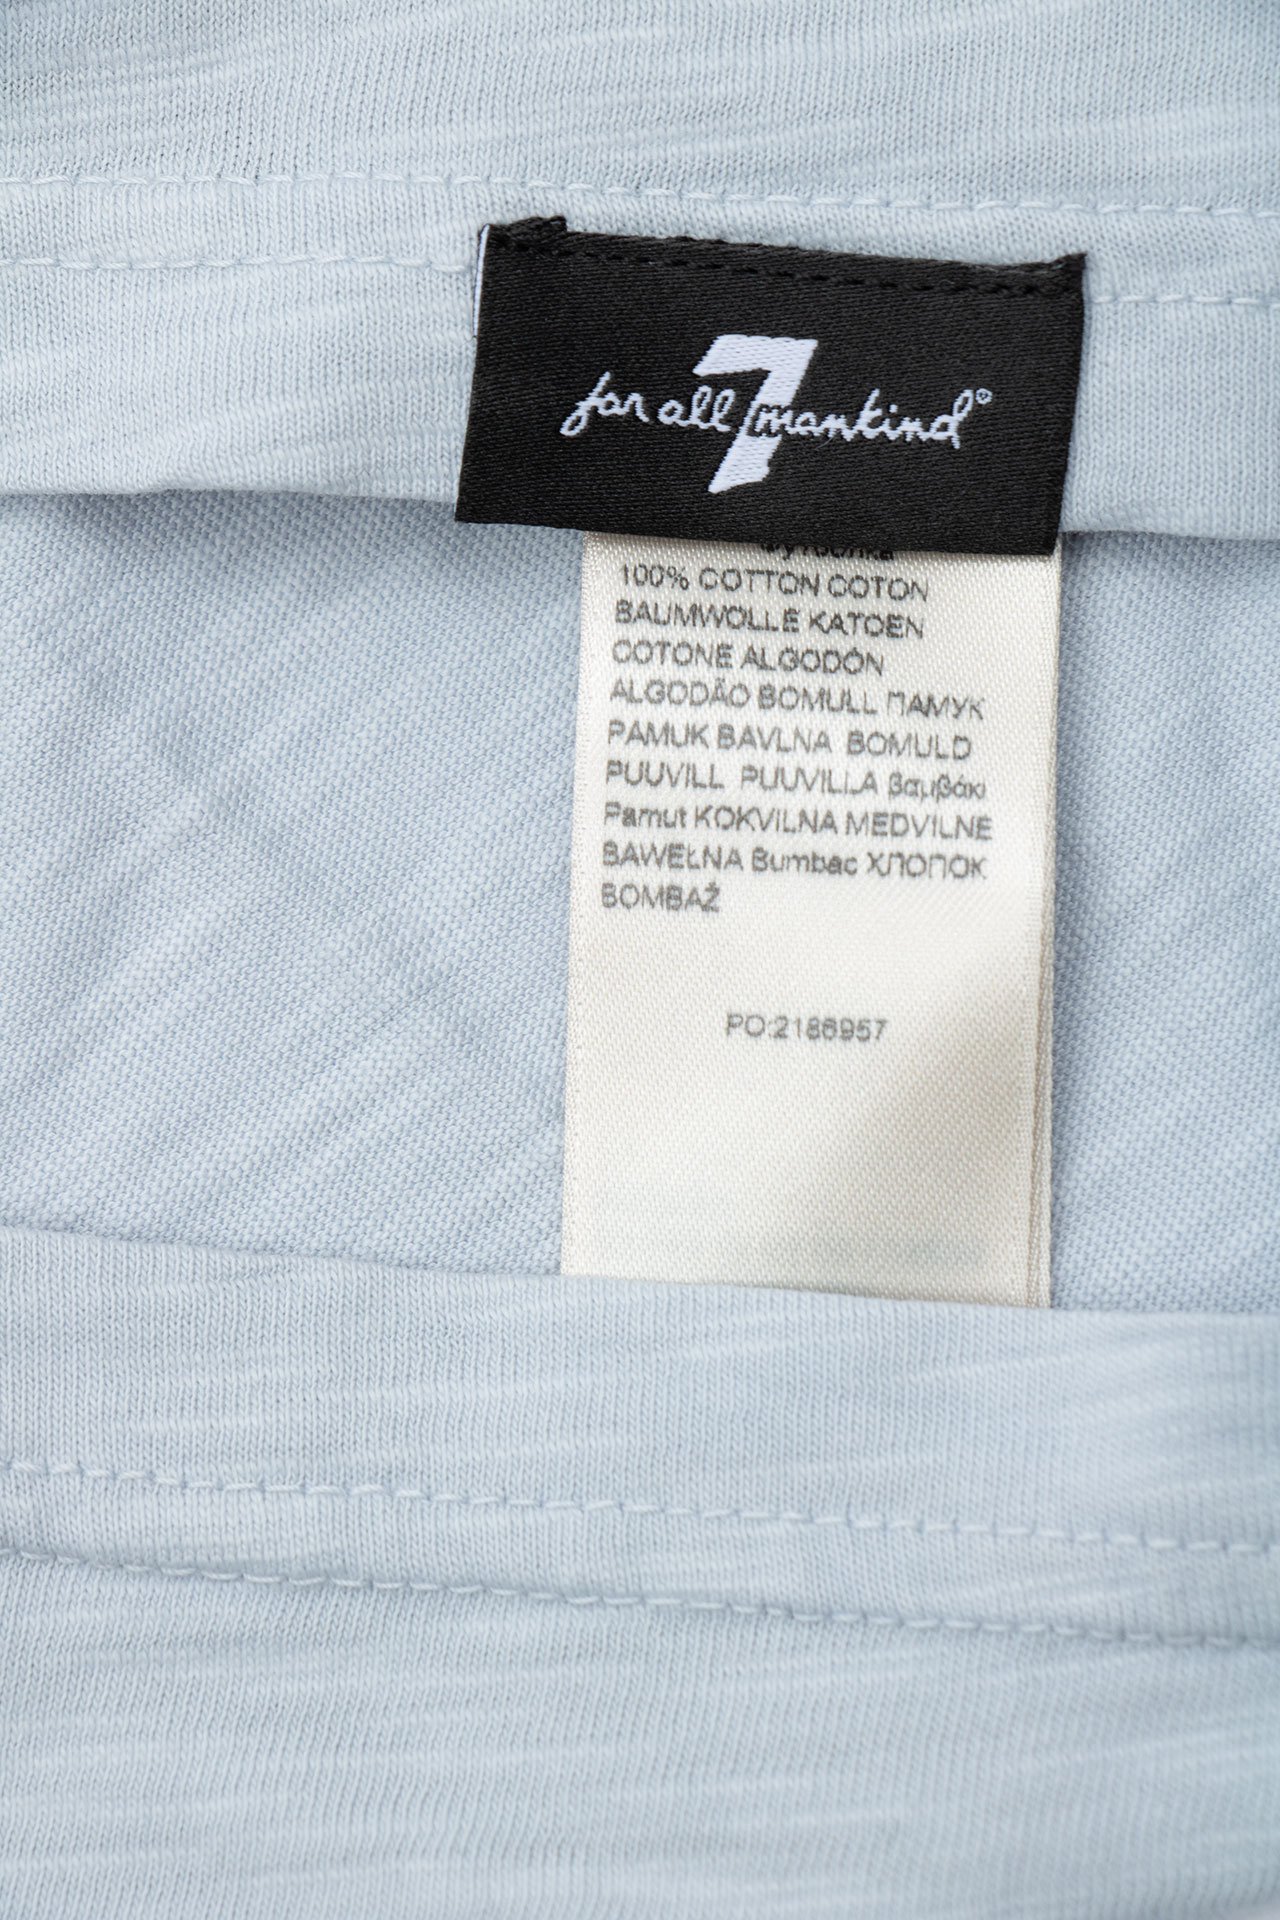 for all 7 mankind®
100% COTTON COTON
BAUMWOLLE KATOEN
COTONE ALGODÓN
ALGODÃO BOMULL ПАМУК
PAMUK BAVLNA BOMULD
PUUVILL PUUVILLA βαμβάκι
Pamut KOKVILNA MEDVILNE
BAWEŁNA Bumbac ХЛОПОК
BOMBAŽ
PO:2186957